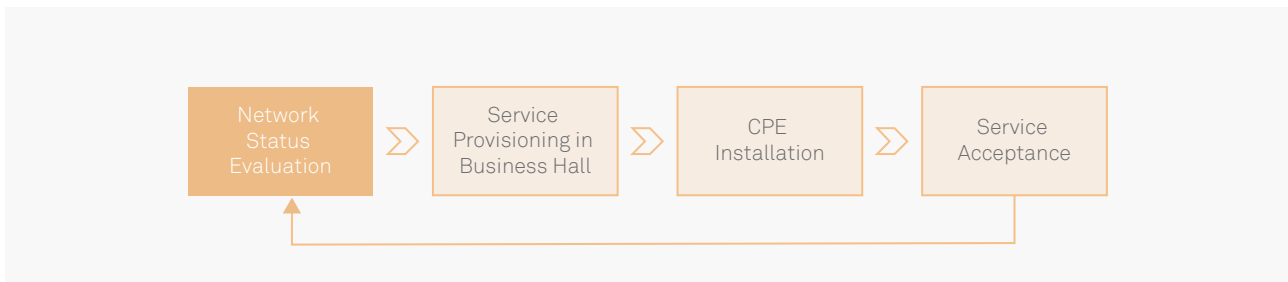 Network
Status
Evaluation
Service
Provisioning in
Business Hall
CPE
Installation
Service
Acceptance